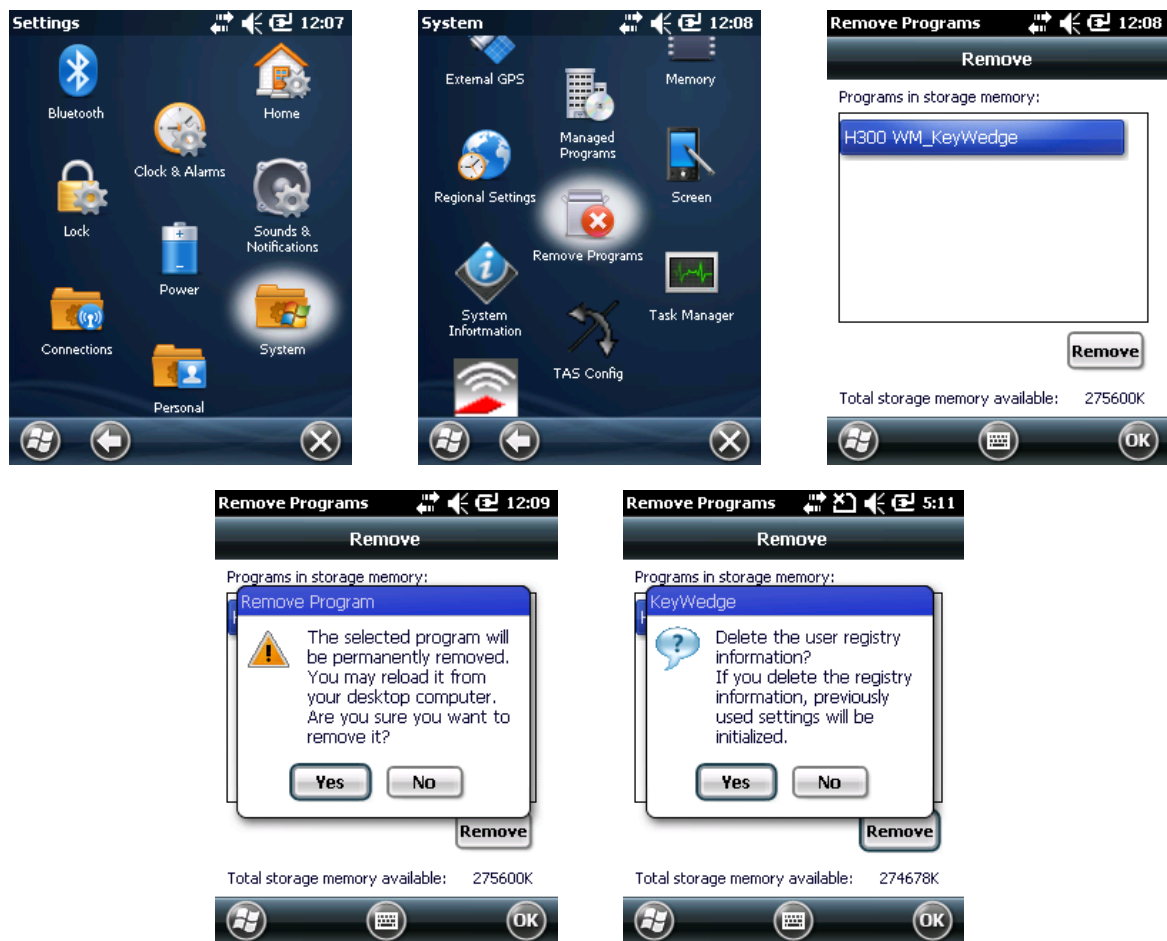 Settings 12:07
Bluetooth
Home
Clock & Alarms
Lock
Sounds &
Notifications
Power
Connections
System
Personal
System 12:08
External GPS
Memory
Managed
Programs
Regional Settings
Screen
Remove Programs
System
Infortmation
Task Manager
TAS Config
Remove Programs 12:08
Remove
Programs in storage memory:
H300 WM_KeyWedge
Remove
Total storage memory available: 275600K
OK
Remove Programs 12:09
Remove
Programs in storage memory:
Remove Program
The selected program will
be permanently removed.
You may reload it from
your desktop computer.
Are you sure you want to
remove it?
Yes No
Remove
Total storage memory available: 275600K
OK
Remove Programs 5:11
Remove
Programs in storage memory:
KeyWedge
Delete the user registry
information?
If you delete the registry
information, previously
used settings will be
initialized.
Yes No
Remove
Total storage memory available: 274678K
OK